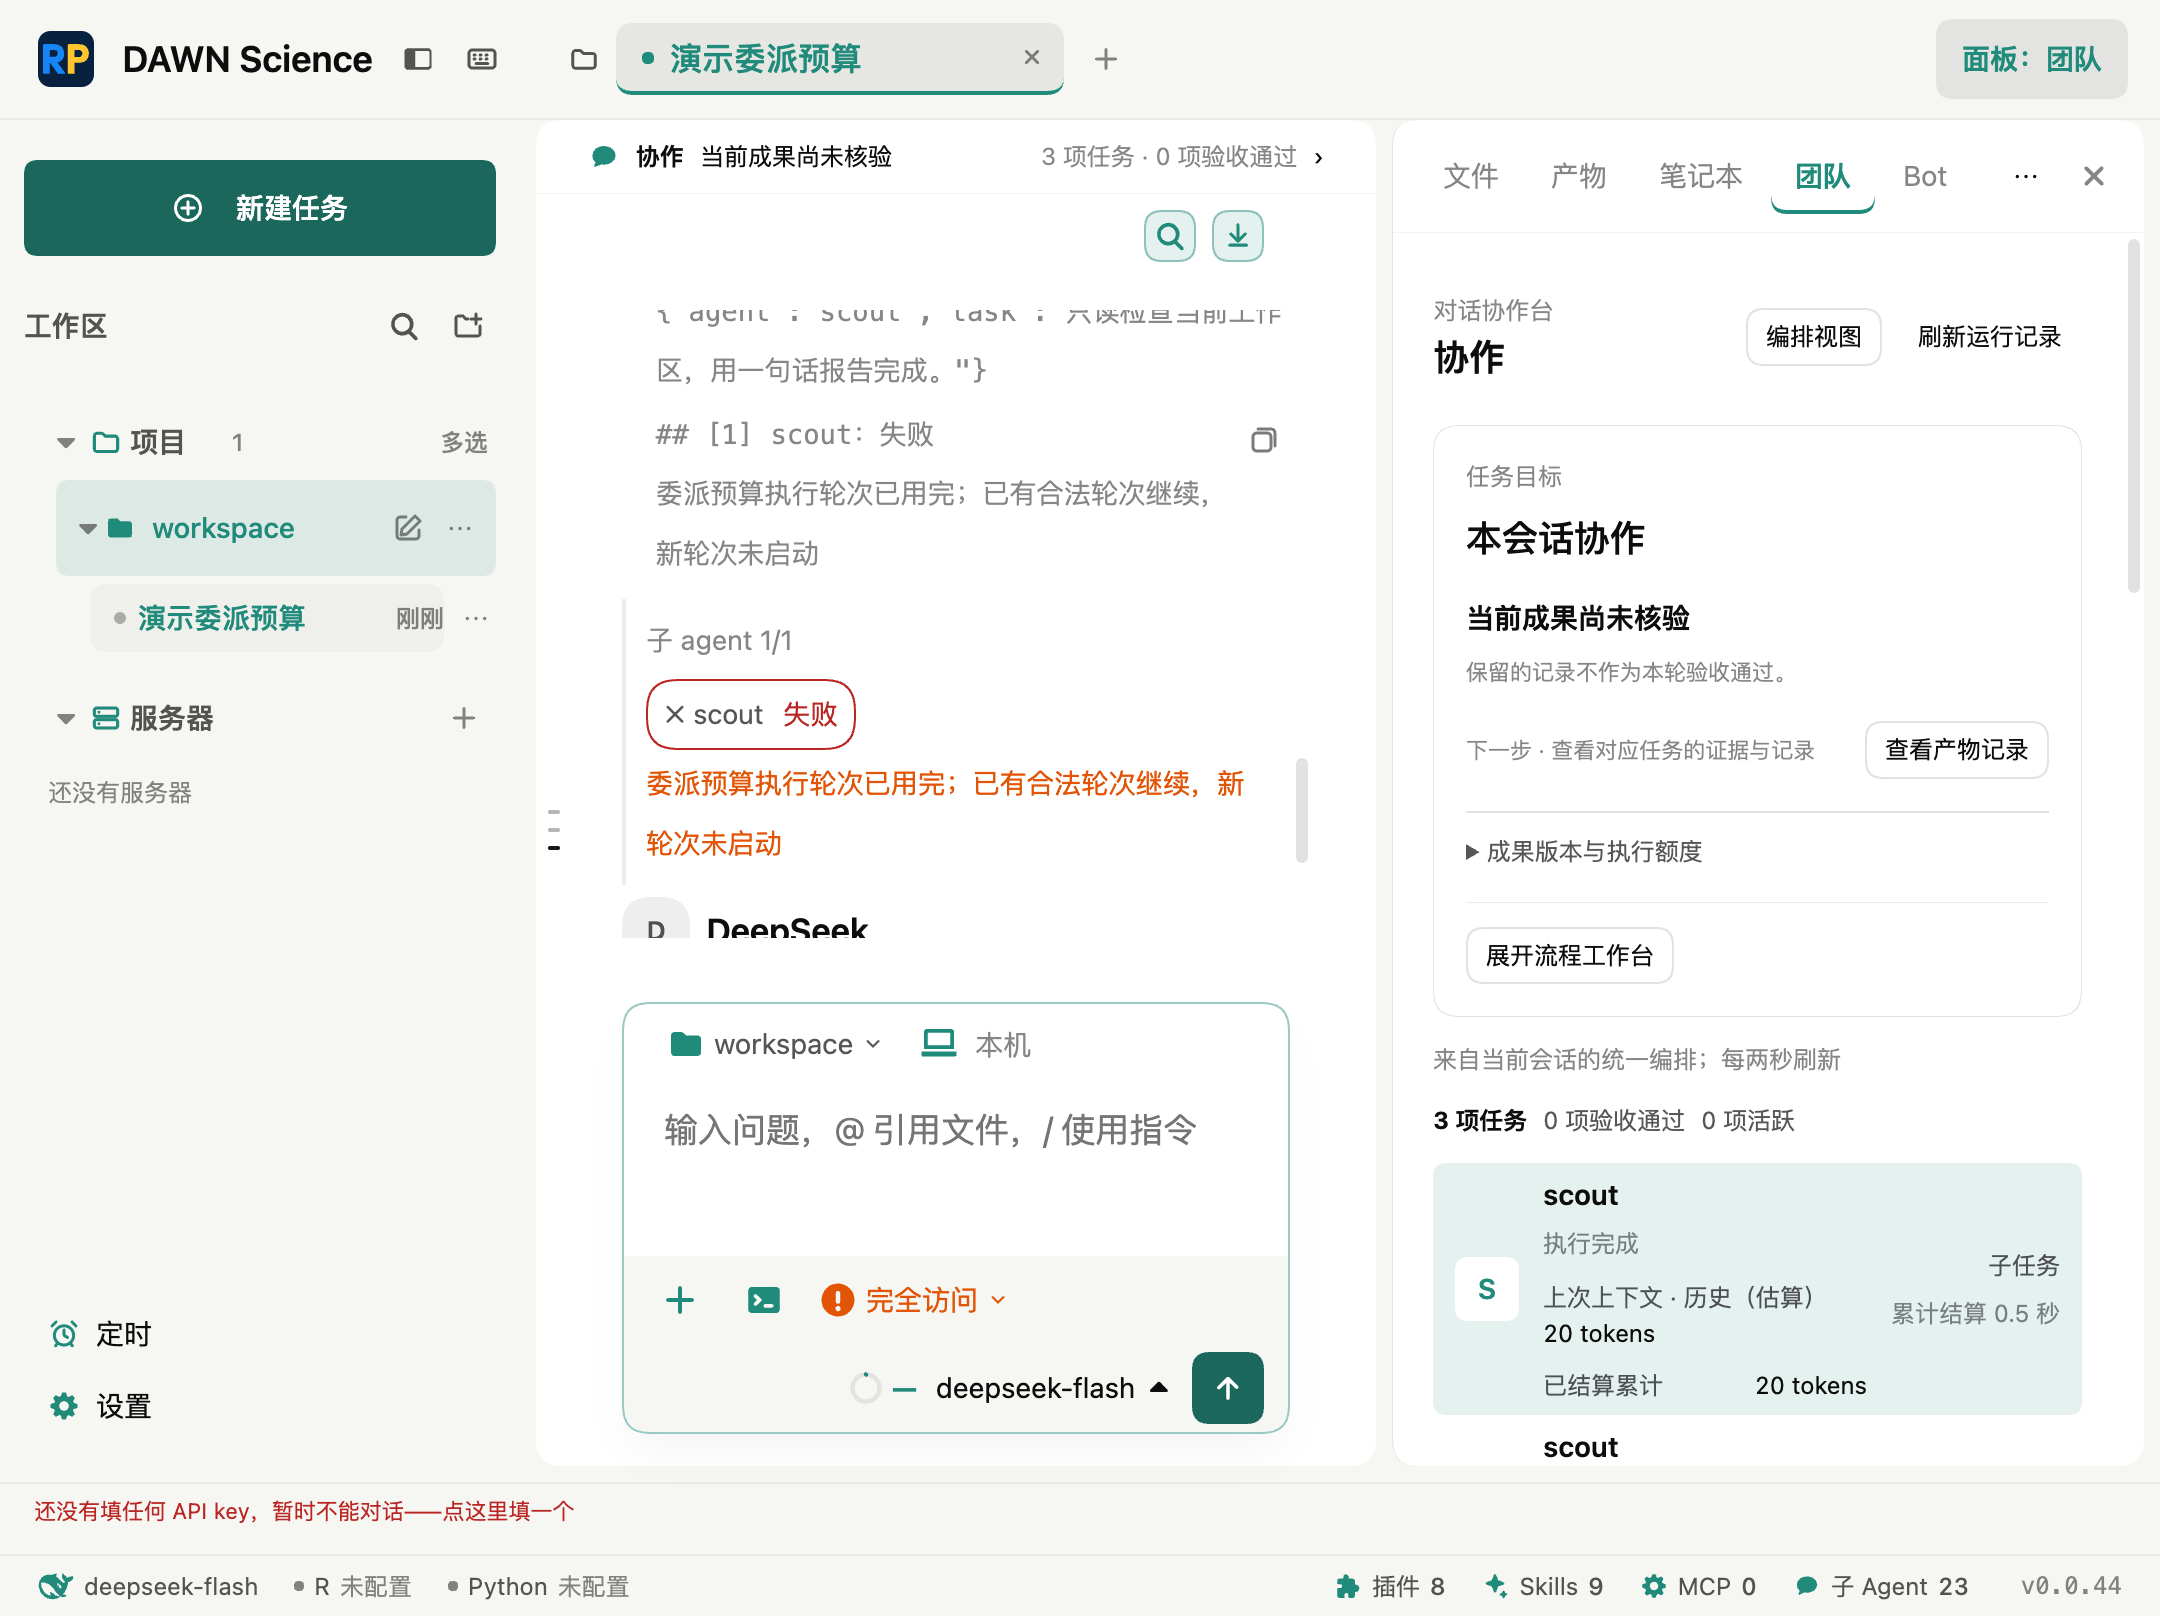 RP DAWN Science
演示委派预算
面板：团队
新建任务
工作区
项目 1 多选
workspace
演示委派预算 刚刚
服务器
还没有服务器
定时
设置
协作 当前成果尚未核验 3 项任务 · 0 项验收通过 ›
{"agent": "scout", "task": "只读检查当前工作
区，用一句话报告完成。"}
## [1] scout: 失败
委派预算执行轮次已用完；已有合法轮次继续，
新轮次未启动
子 agent 1/1
scout 失败
委派预算执行轮次已用完；已有合法轮次继续，新
轮次未启动
D DeepSeek
workspace 本机
输入问题，@ 引用文件，/ 使用指令
完全访问
deepseek-flash
文件 产物 笔记本 团队 Bot ···
对话协作台
协作
编排视图 刷新运行记录
任务目标
本会话协作
当前成果尚未核验
保留的记录不作为本轮验收通过。
下一步 · 查看对应任务的证据与记录 查看产物记录
成果版本与执行额度
展开流程工作台
来自当前会话的统一编排；每两秒刷新
3 项任务 0 项验收通过 0 项活跃
scout
执行完成
S
上次上下文 · 历史（估算）
20 tokens
已结算累计 20 tokens
子任务
累计结算 0.5 秒
scout
还没有填任何 API key，暂时不能对话——点这里填一个
deepseek-flash R 未配置 Python 未配置
插件 8 Skills 9 MCP 0 子 Agent 23 v0.0.44